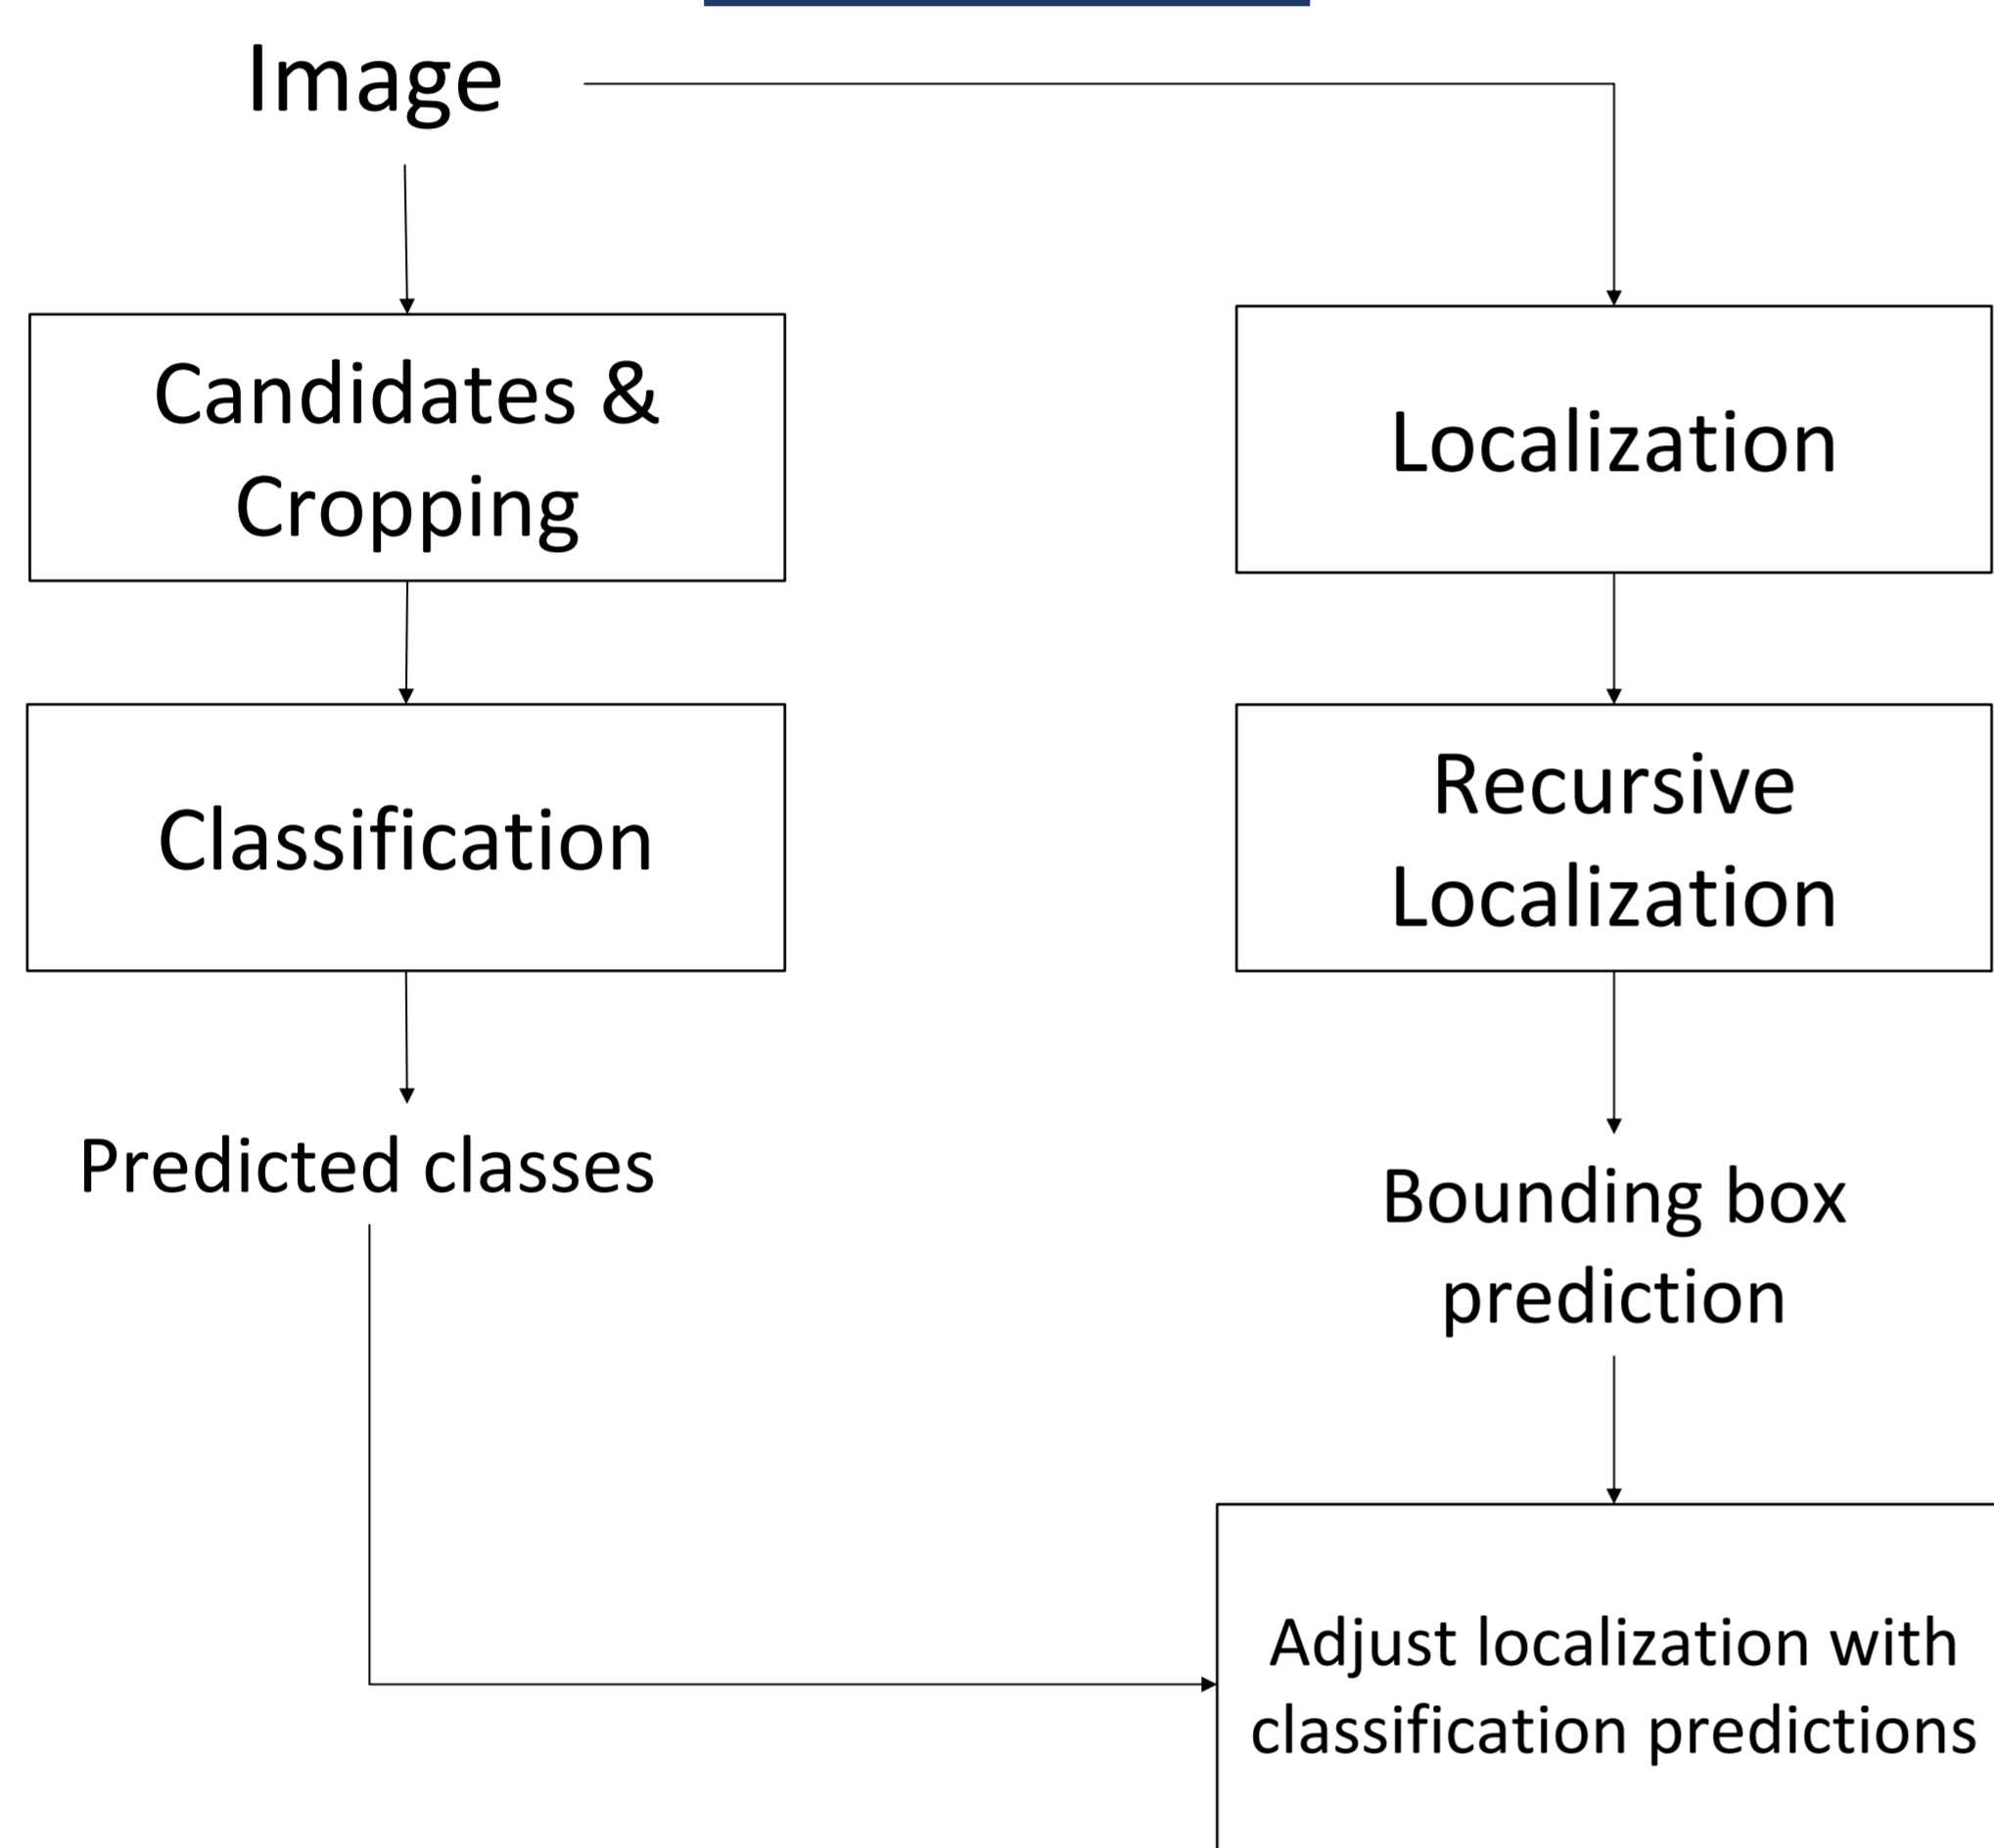 Image
Candidates &
Cropping
Classification
Predicted classes
Localization
Recursive
Localization
Bounding box
prediction
Adjust localization with
classification predictions